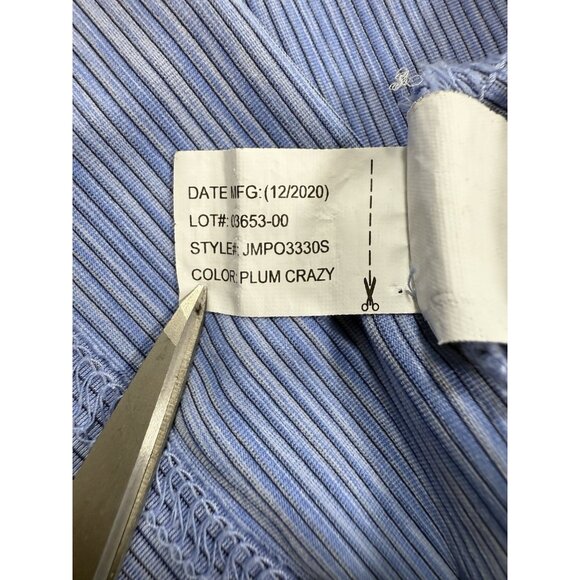 DATE MFG: (12/2020)
LOT#: 03653-00
STYLE#: JMPO3330S
COLOR: PLUM CRAZY